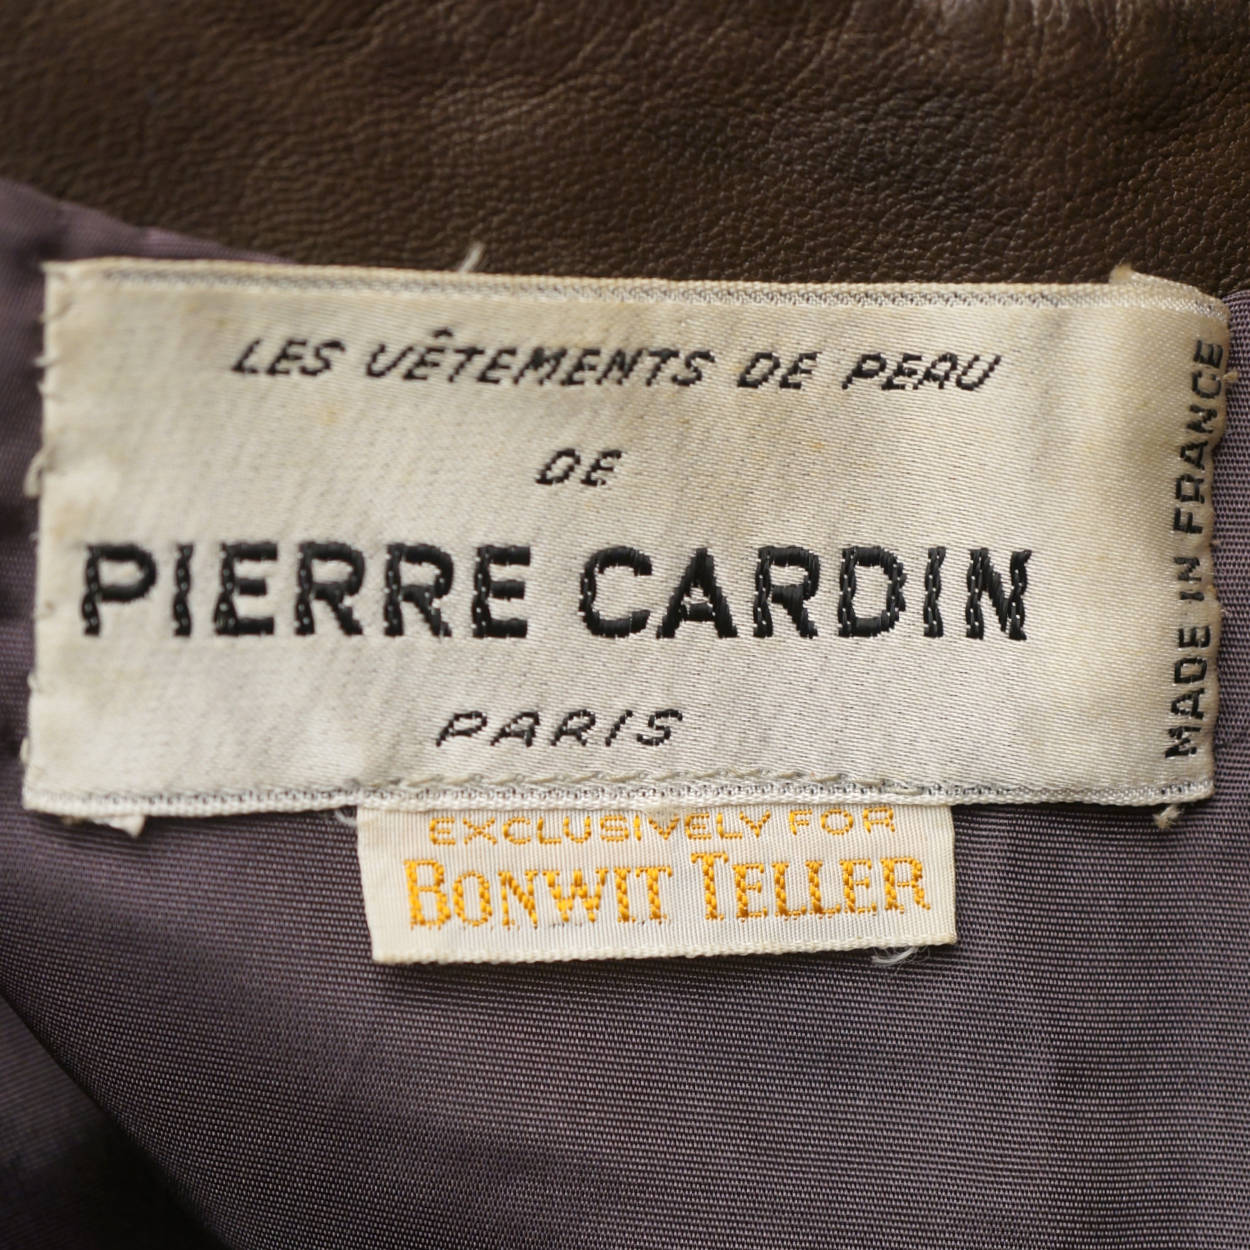 LES VÊTEMENTS DE PEAU
DE
PIERRE CARDIN
PARIS
MADE IN FRANCE
EXCLUSIVELY FOR
BONWIT TELLER